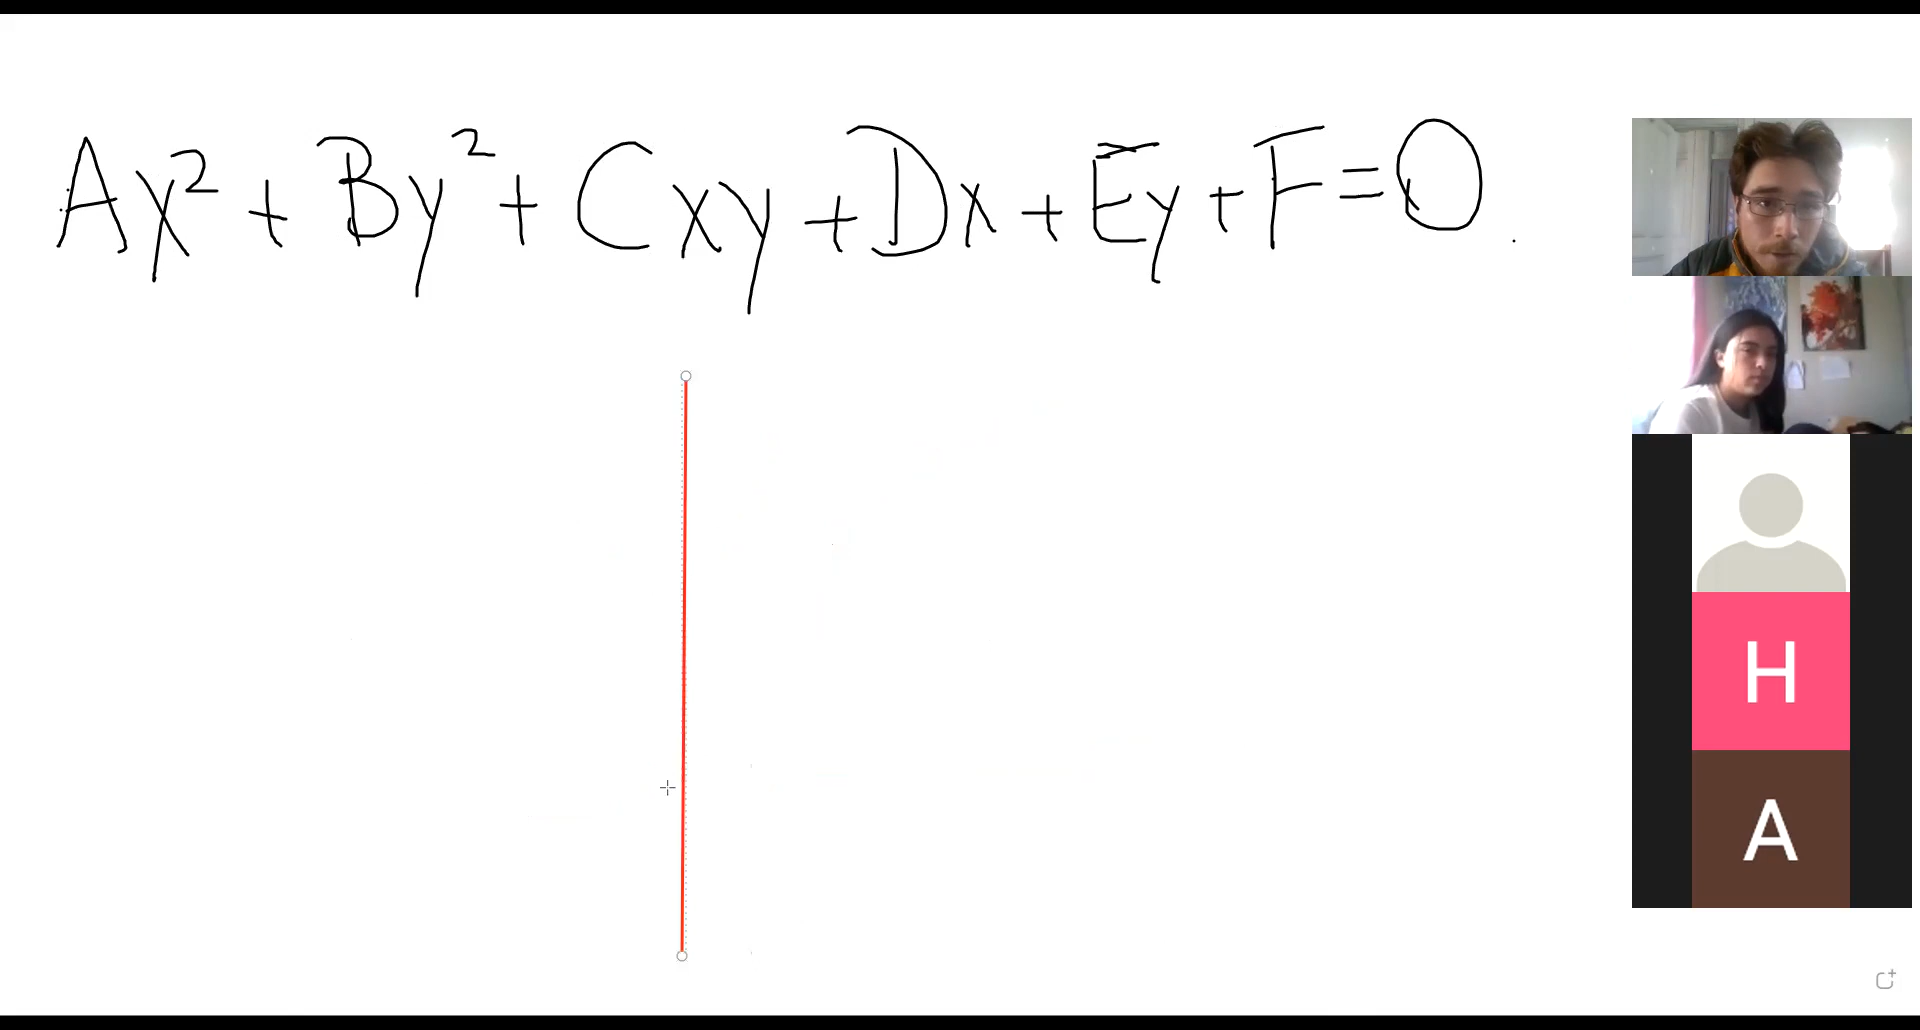 Ax² + By² + Cxy + Dx + Ey + F = 0
H
A